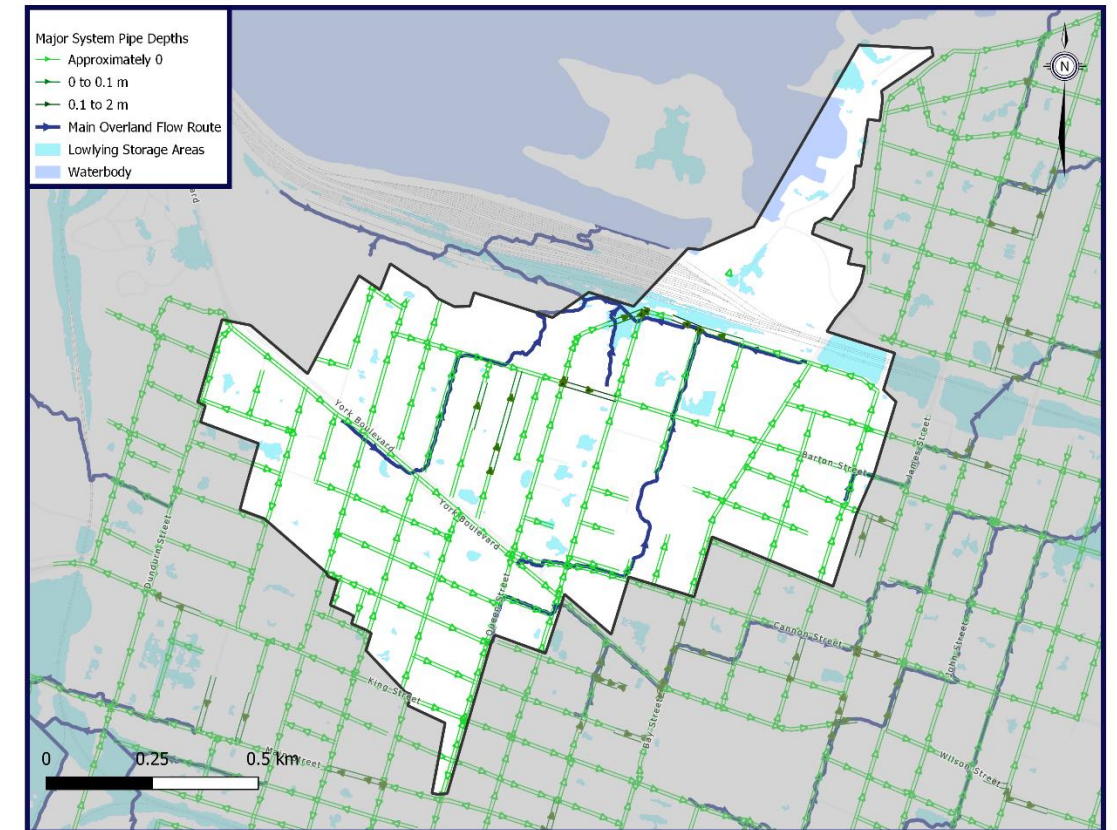 Major System Pipe Depths
Approximately 0
0 to 0.1 m
0.1 to 2 m
Main Overland Flow Route
Lowlying Storage Areas
Waterbody
N
York Boulevard
Barton Street
James Street
York Boulevard
Dundurn Street
Queen Street
Cannon Street
John Street
King Street
Bay Street
Main Street
Wilson Street
0 0.25 0.5 km